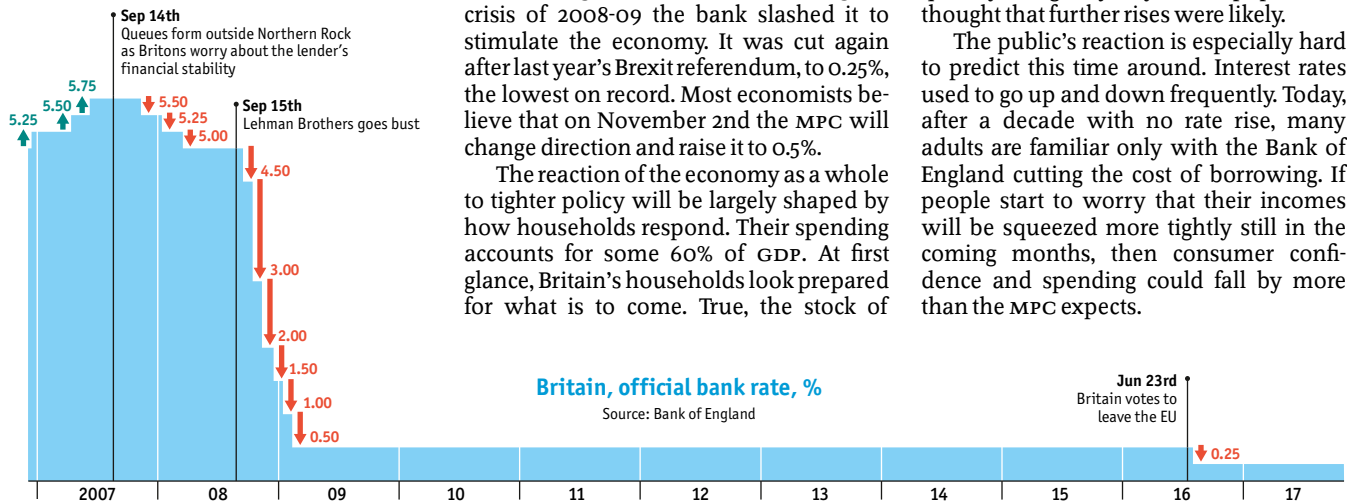 Sep 14th
Queues form outside Northern Rock
as Britons worry about the lender's
financial stability
5.25
5.50
5.75
5.50
5.25
5.00
Sep 15th
Lehman Brothers goes bust
4.50
3.00
2.00
1.50
1.00
0.50
crisis of 2008-09 the bank slashed it to
stimulate the economy. It was cut again
after last year's Brexit referendum, to 0.25%,
the lowest on record. Most economists be-
lieve that on November 2nd the MPC will
change direction and raise it to 0.5%.
The reaction of the economy as a whole
to tighter policy will be largely shaped by
how households respond. Their spending
accounts for some 60% of GDP. At first
glance, Britain's households look prepared
for what is to come. True, the stock of
thought that further rises were likely.
The public's reaction is especially hard
to predict this time around. Interest rates
used to go up and down frequently. Today,
after a decade with no rate rise, many
adults are familiar only with the Bank of
England cutting the cost of borrowing. If
people start to worry that their incomes
will be squeezed more tightly still in the
coming months, then consumer confi-
dence and spending could fall by more
than the MPC expects.
Britain, official bank rate, %
Source: Bank of England
Jun 23rd
Britain votes to
leave the EU
0.25
2007 08 09 10 11 12 13 14 15 16 17